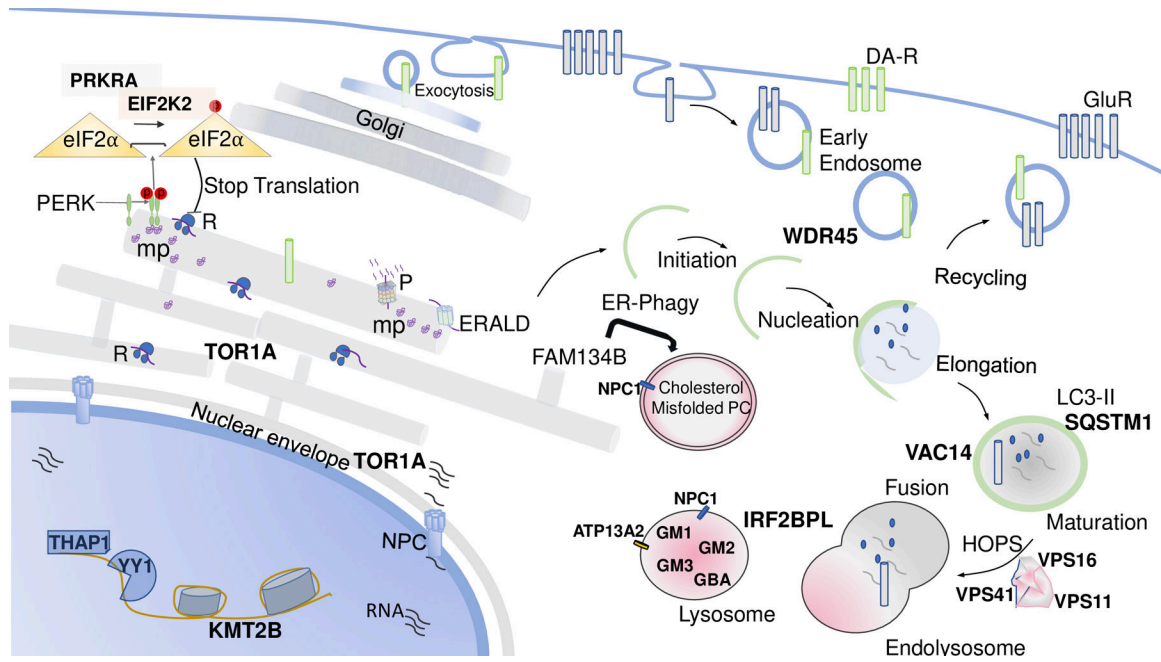 PRKRA
EIF2K2
p
eIF2α
eIF2α
Stop Translation
PERK
p
p
R
mp
Exocytosis
Golgi
DA-R
GluR
Early
Endosome
WDR45
Recycling
Initiation
Nucleation
Elongation
P
mp
ERALD
ER-Phagy
FAM134B
NPC1
Cholesterol
Misfolded PC
TOR1A
R
Nuclear envelope
TOR1A
NPC
THAP1
YY1
KMT2B
RNA
LC3-II
SQSTM1
VAC14
Fusion
Maturation
HOPS
VPS16
VPS41
VPS11
IRF2BPL
NPC1
ATP13A2
GM1
GM2
GM3
GBA
Lysosome
Endolysosome